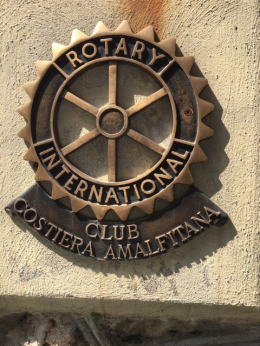 ROTARY
INTERNATIONAL
CLUB
COSTIERA AMALFITANA